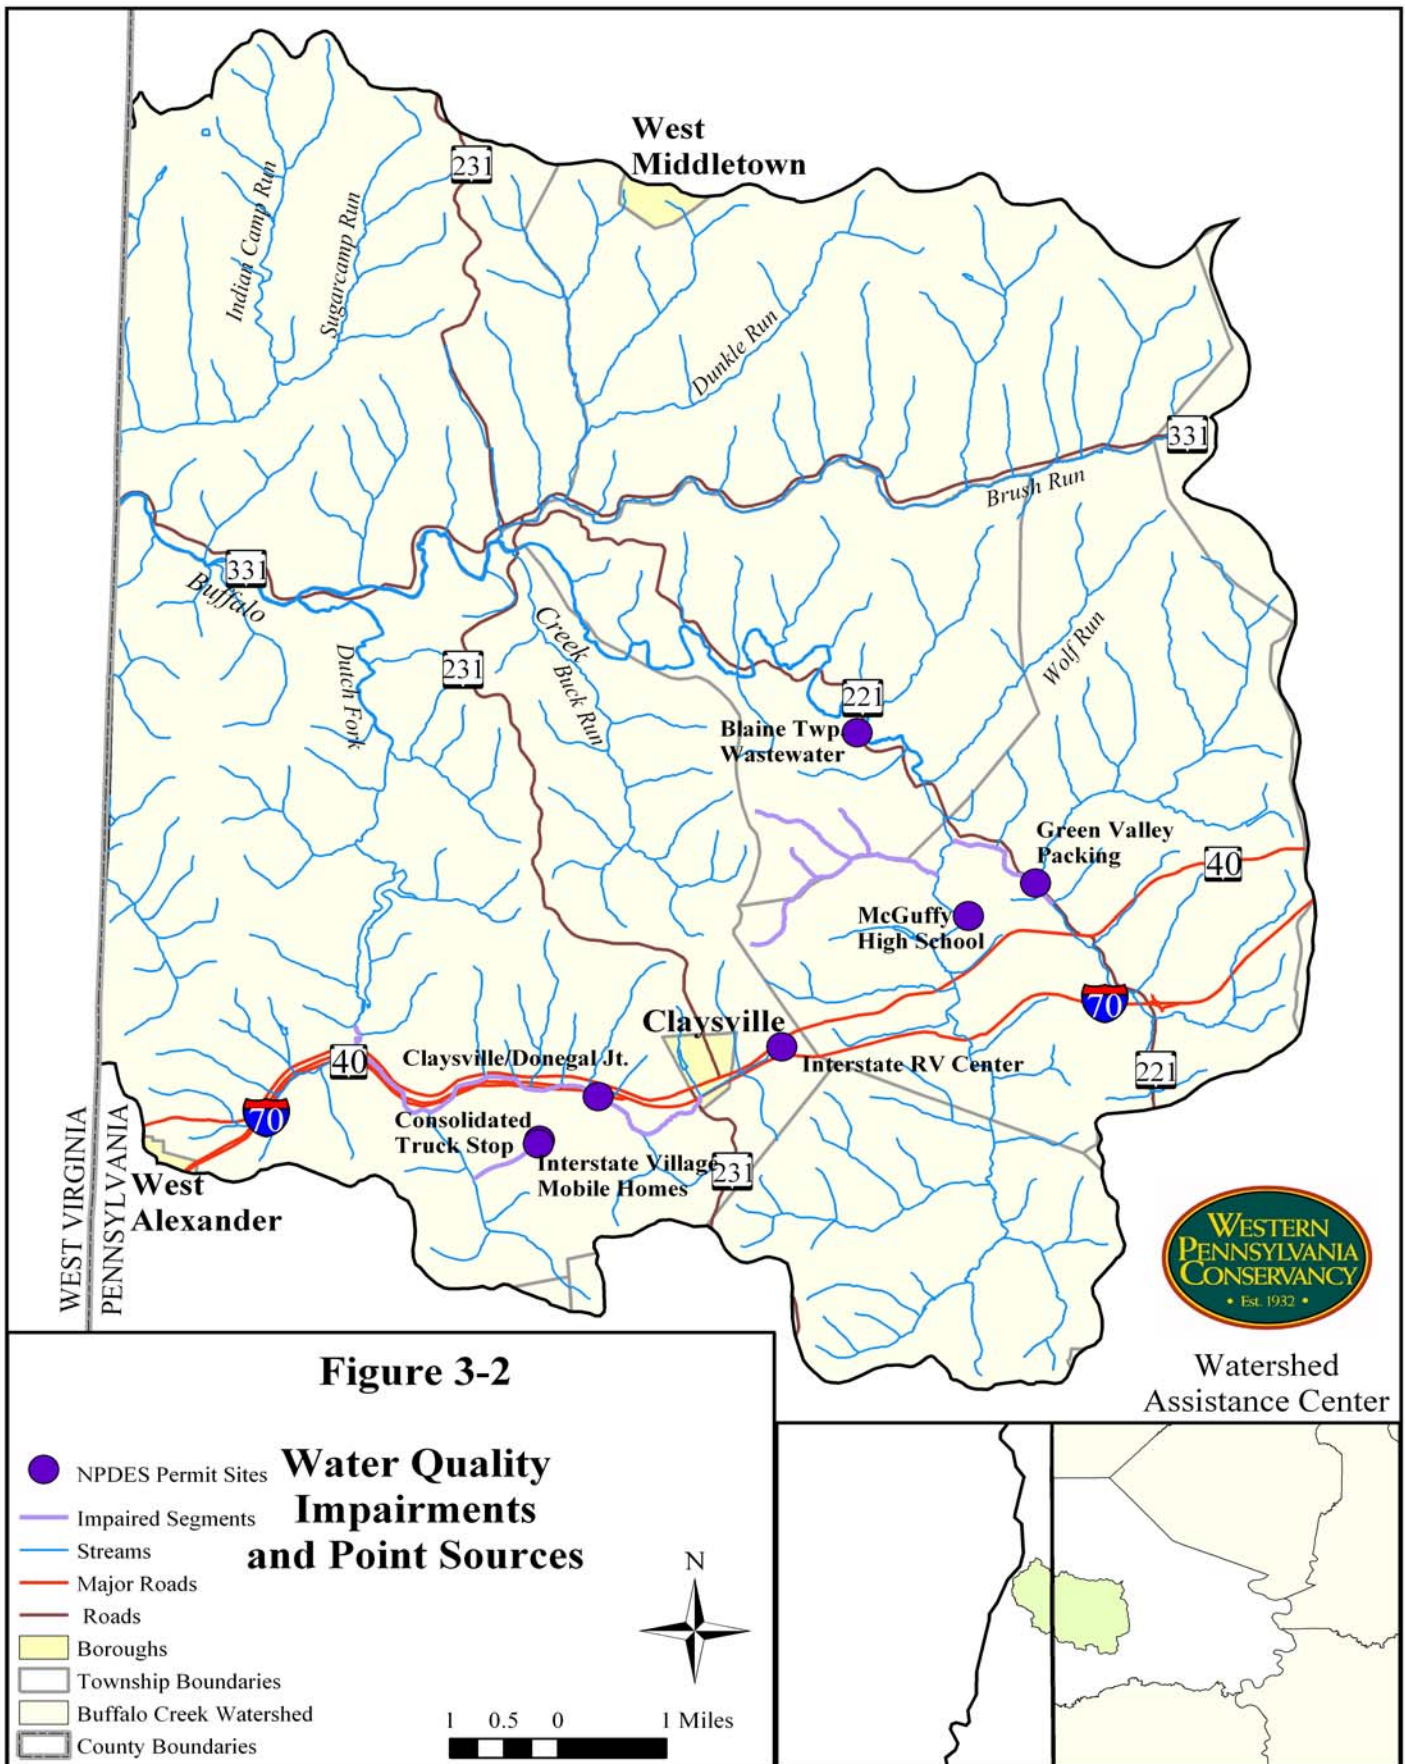 West
Middletown
231
Indian Camp Run
Sugarcamp Run
Dunkle Run
331
Brush Run
331
Buffalo
Creek
Dutch Fork
231
Buck Run
Wolf Run
221
Blaine Twp.
Wastewater
Green Valley
Packing
40
McGuffy
High School
70
Claysville
Claysville/Donegal Jt.
40
Interstate RV Center
221
70
Consolidated
Truck Stop
Interstate Village
Mobile Homes
231
West
Alexander
WEST VIRGINIA
PENNSYLVANIA
WESTERN
PENNSYLVANIA
CONSERVANCY
• Est. 1932 •
Watershed
Assistance Center
Figure 3-2
Water Quality
Impairments
and Point Sources
NPDES Permit Sites
Impaired Segments
Streams
Major Roads
Roads
Boroughs
Township Boundaries
Buffalo Creek Watershed
County Boundaries
N
1 0.5 0 1 Miles